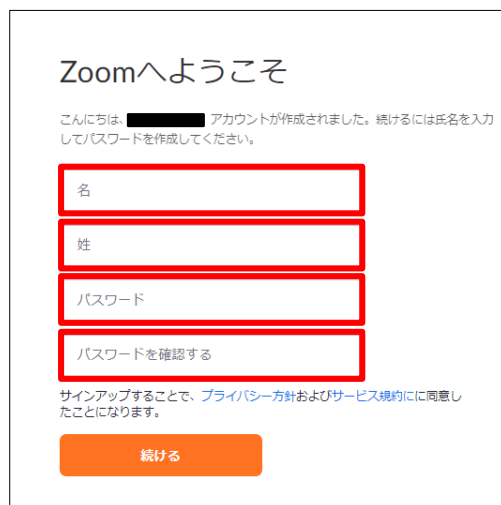 Zoomへようこそ
こんにちは、 アカウントが作成されました。続けるには氏名を入力
してパスワードを作成してください。
名
姓
パスワード
パスワードを確認する
サインアップすることで、プライバシー方針およびサービス規約にに同意し
たことになります。
続ける